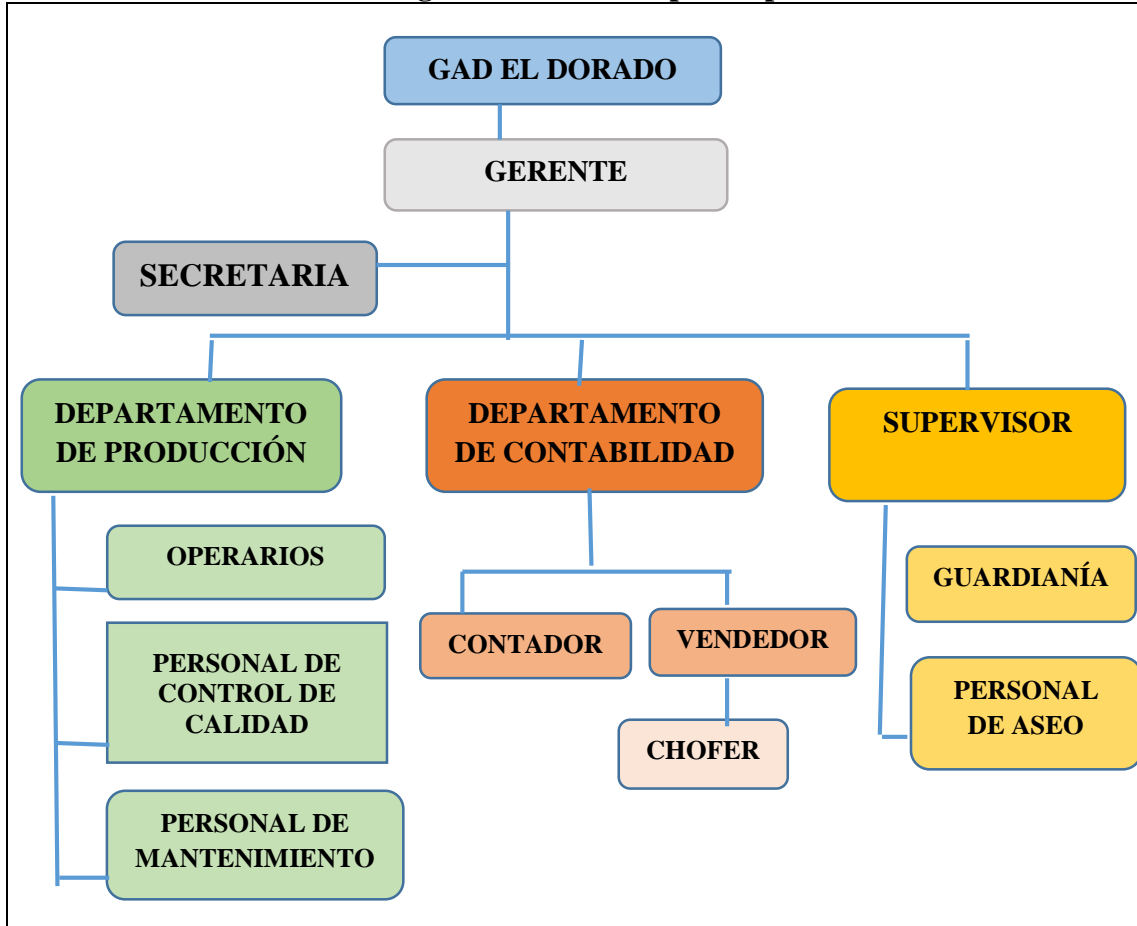 GAD EL DORADO
GERENTE
SECRETARIA
DEPARTAMENTO
DE PRODUCCIÓN
OPERARIOS
PERSONAL DE
CONTROL DE
CALIDAD
PERSONAL DE
MANTENIMIENTO
DEPARTAMENTO
DE CONTABILIDAD
CONTADOR
VENDEDOR
CHOFER
SUPERVISOR
GUARDIANÍA
PERSONAL
DE ASEO